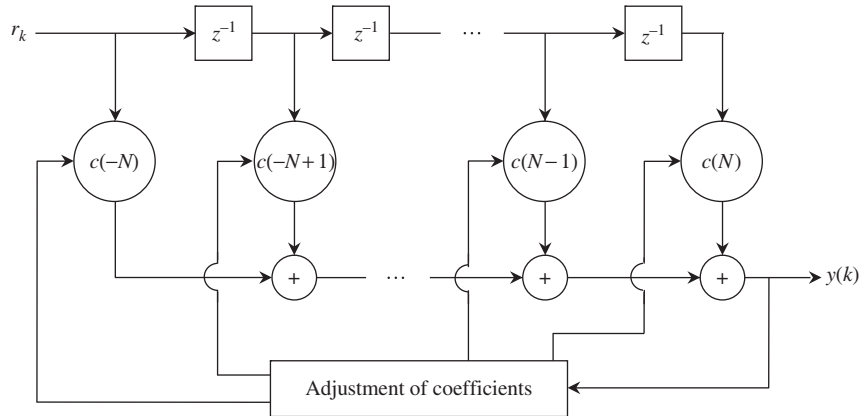 r_k z⁻¹ z⁻¹ ... z⁻¹
c(−N) c(−N+1) c(N−1) c(N)
+ ... + + y(k)
Adjustment of coefficients